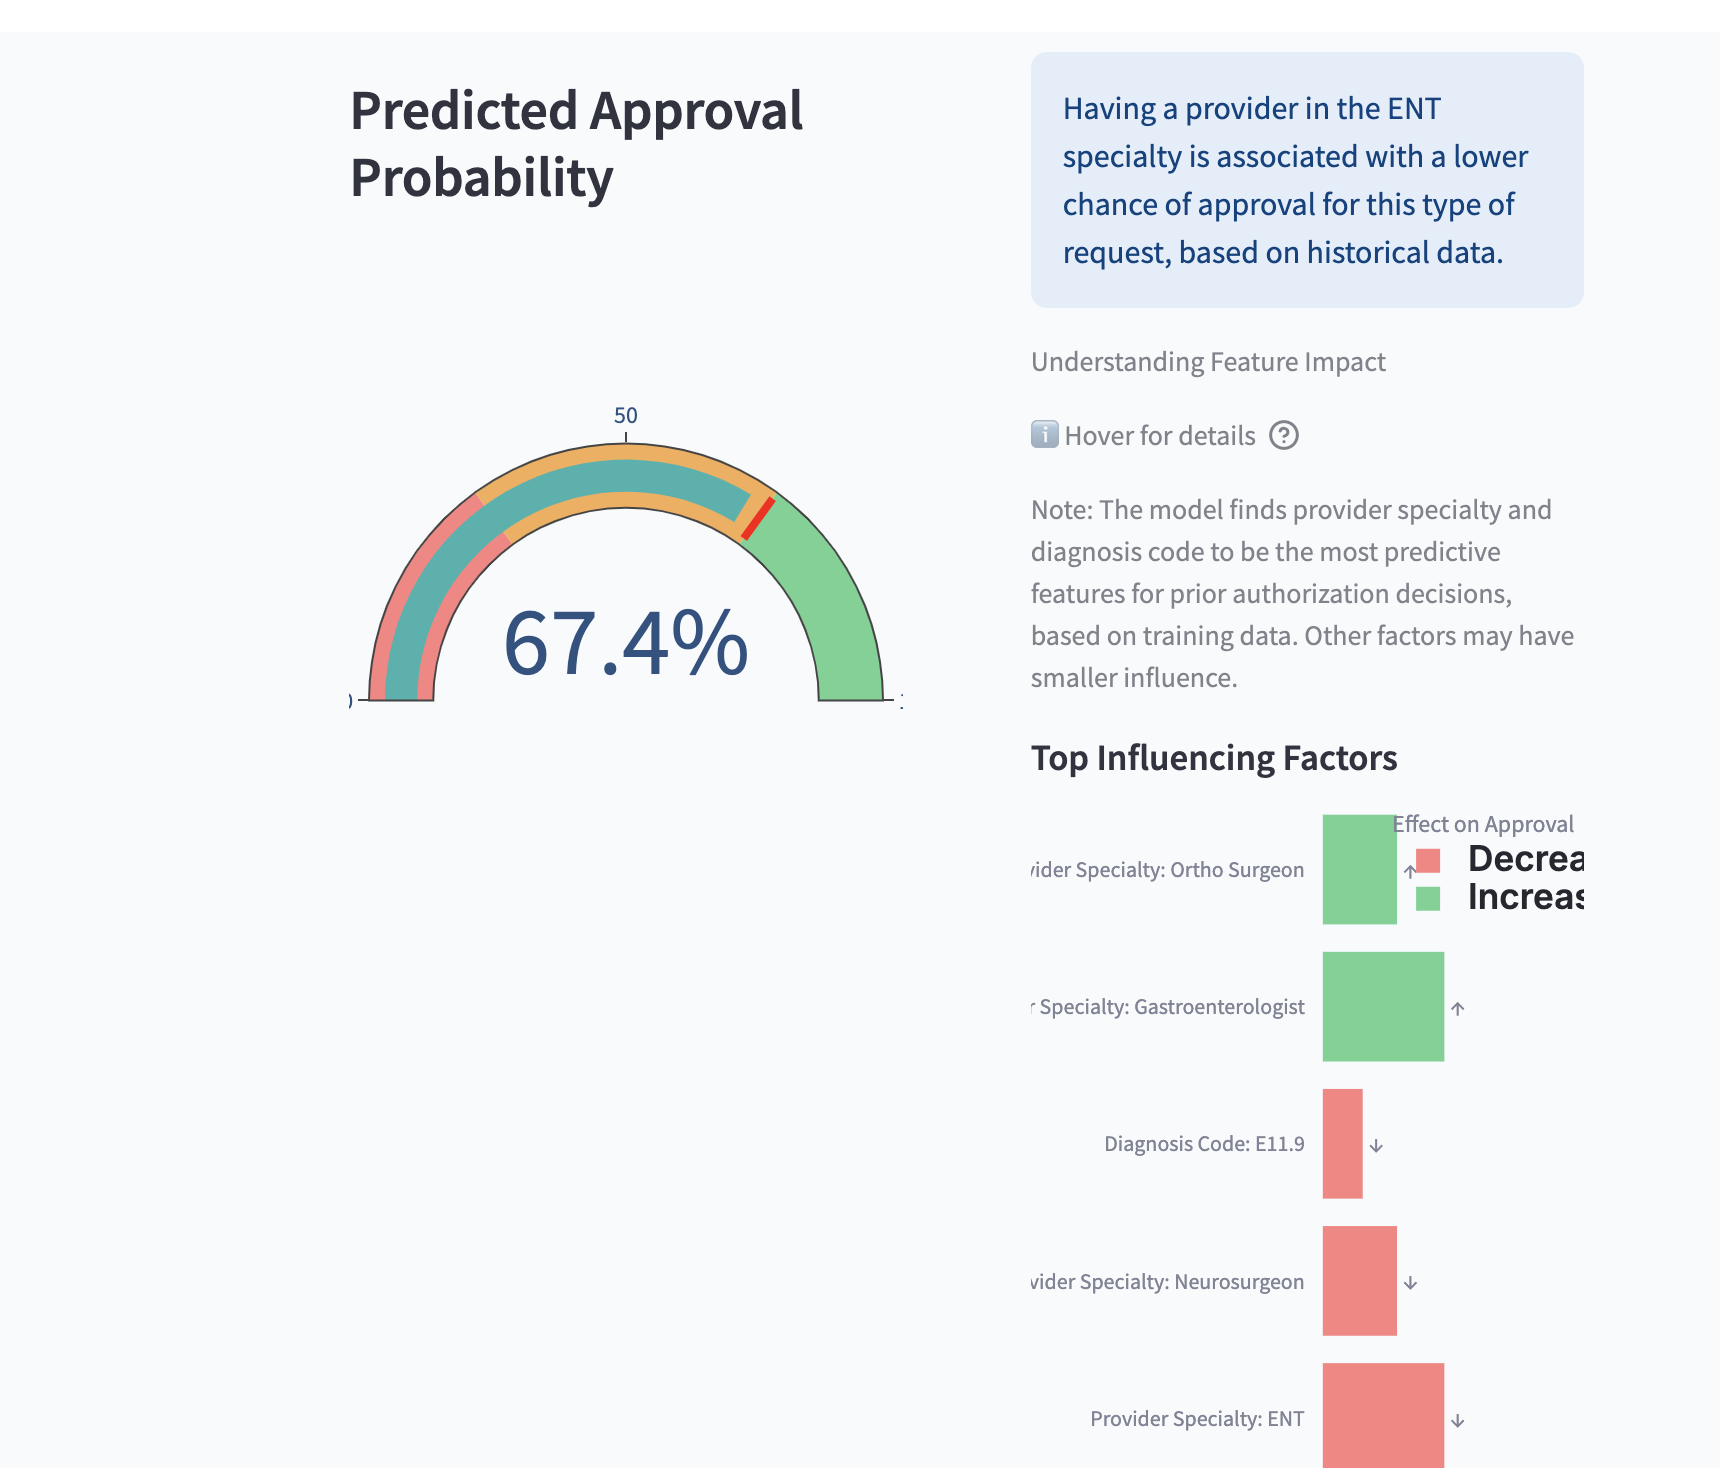 Predicted Approval
Probability
50
67.4%
Having a provider in the ENT
specialty is associated with a lower
chance of approval for this type of
request, based on historical data.
Understanding Feature Impact
i Hover for details ?
Note: The model finds provider specialty and
diagnosis code to be the most predictive
features for prior authorization decisions,
based on training data. Other factors may have
smaller influence.
Top Influencing Factors
Effect on Approval
Decrea
Increas
vider Specialty: Ortho Surgeon ↑
r Specialty: Gastroenterologist ↑
Diagnosis Code: E11.9 ↓
vider Specialty: Neurosurgeon ↓
Provider Specialty: ENT ↓